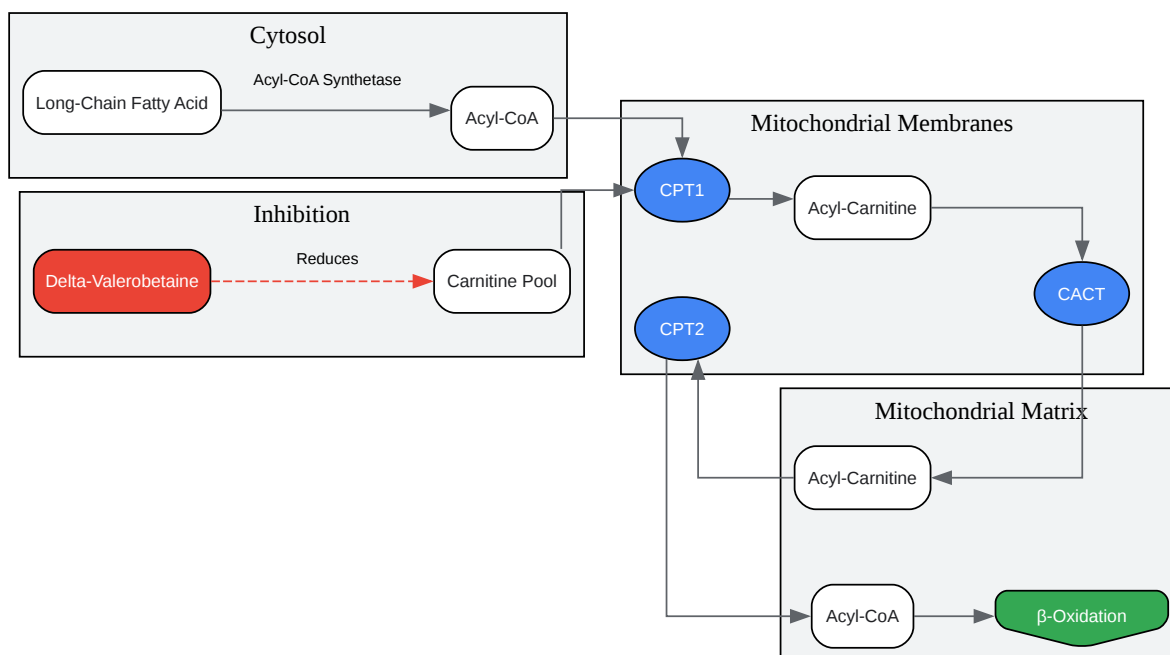 Cytosol
Acyl-CoA Synthetase
Long-Chain Fatty Acid
Acyl-CoA
Inhibition
Reduces
Delta-Valerobetaine
Carnitine Pool
Mitochondrial Membranes
CPT1
Acyl-Carnitine
CACT
CPT2
Mitochondrial Matrix
Acyl-Carnitine
Acyl-CoA
β-Oxidation